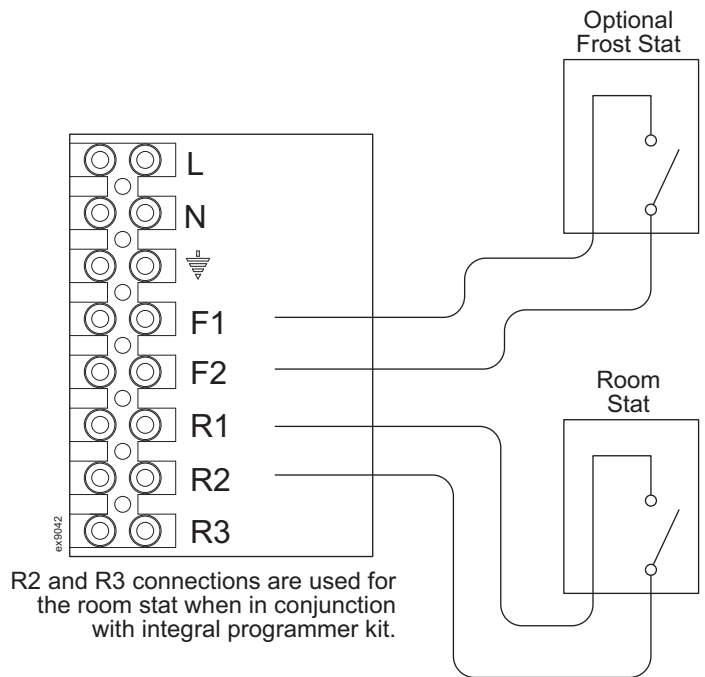 Optional
Frost Stat
L
N
F1
F2
Room
Stat
R1
R2
R3
ex9042
R2 and R3 connections are used for
the room stat when in conjunction
with integral programmer kit.